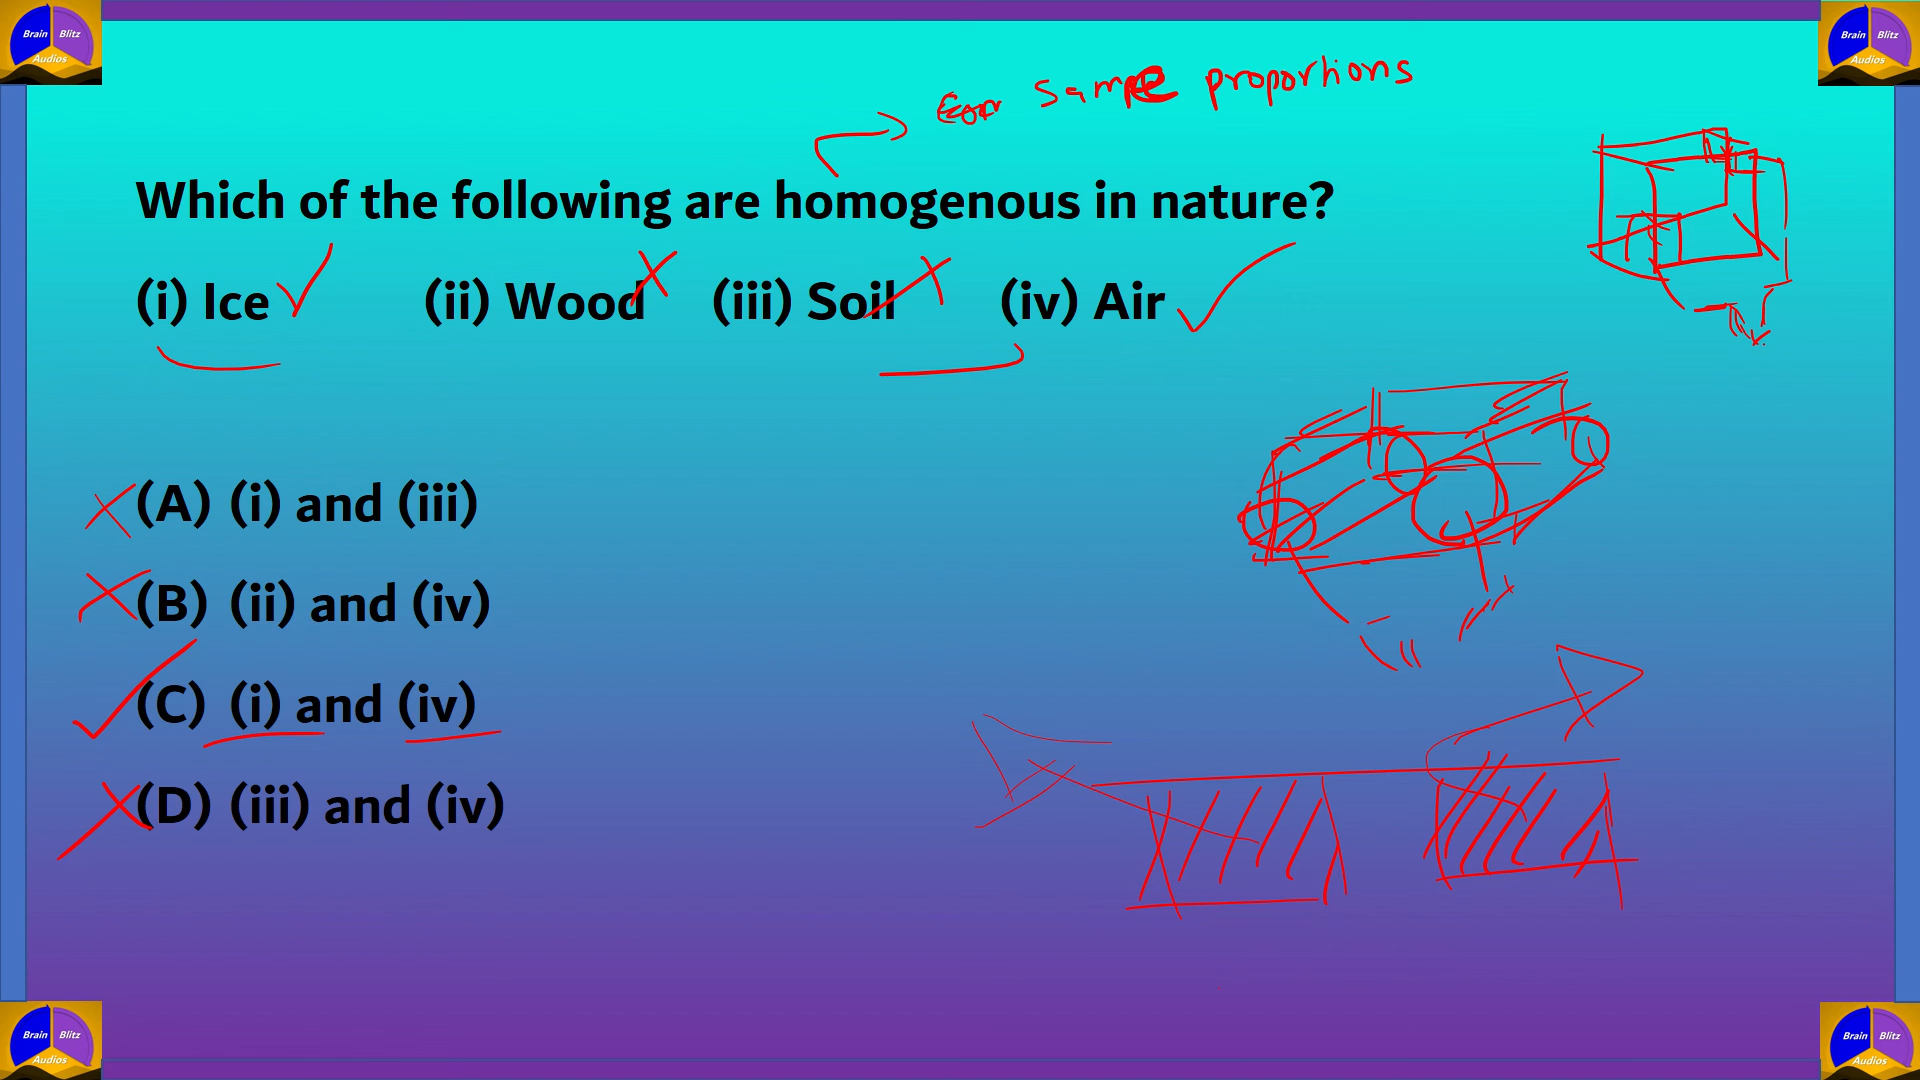 Brain Blitz
Audios
Brain Blitz
Audios
same proportions
Which of the following are homogenous in nature?
(i) Ice (ii) Wood (iii) Soil (iv) Air
(A) (i) and (iii)
(B) (ii) and (iv)
(C) (i) and (iv)
(D) (iii) and (iv)
Brain Blitz
Audios
Brain Blitz
Audios